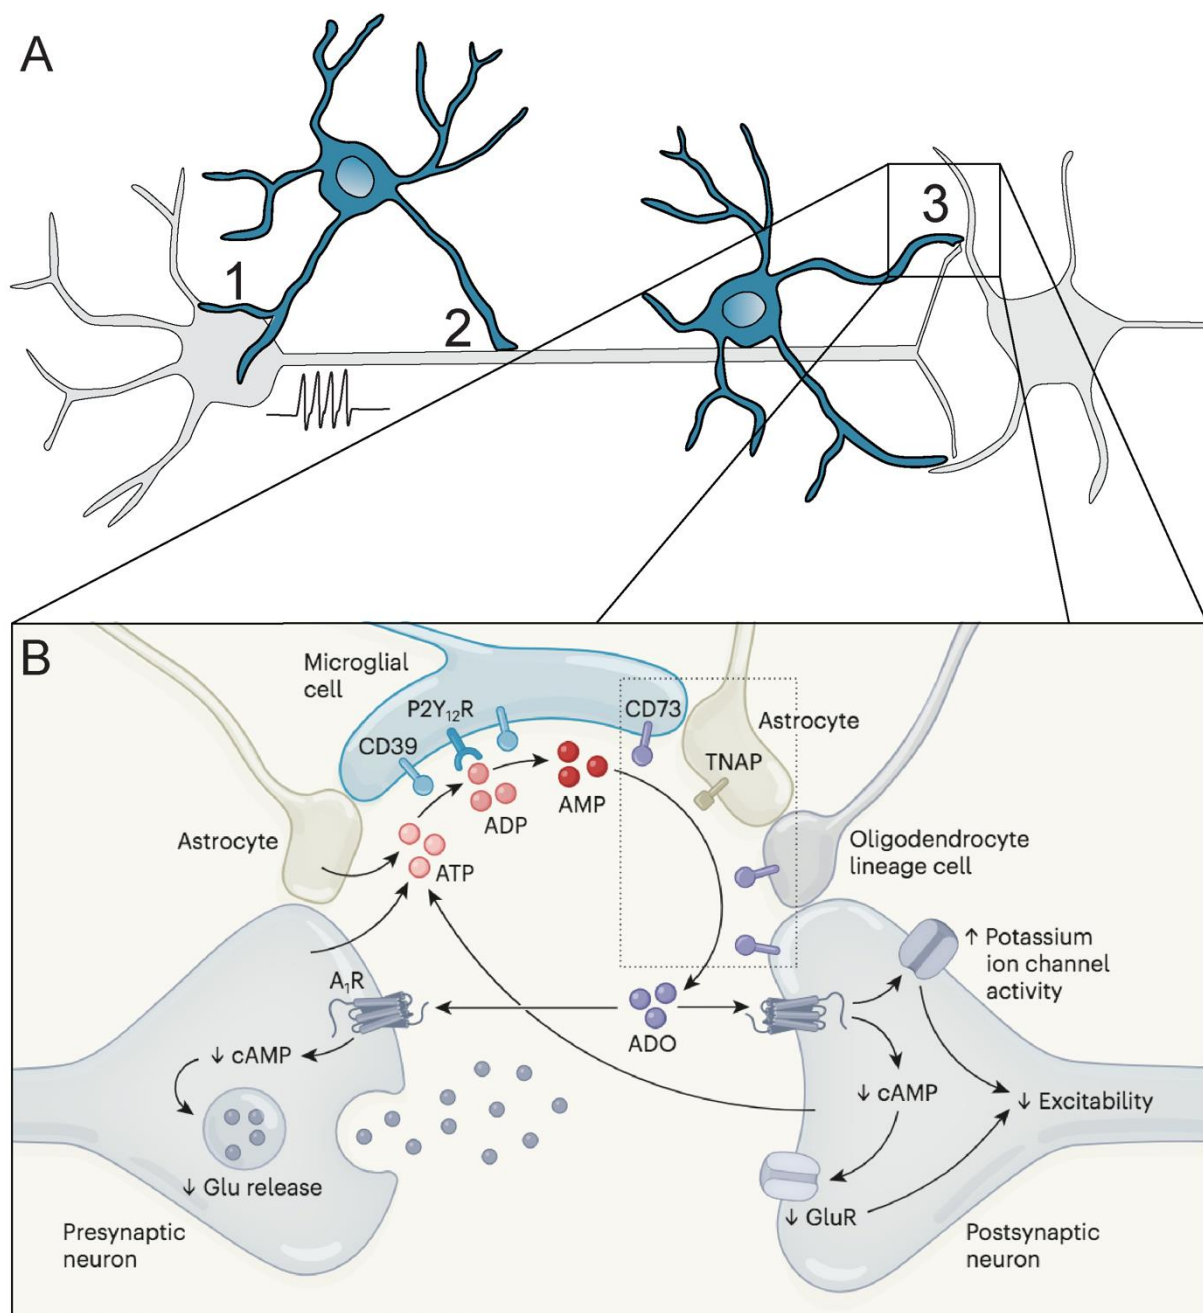 A
1
2
3
B
Microglial
cell
P2Y₁₂R
CD39
CD73
Astrocyte
TNAP
ADP
AMP
Astrocyte
ATP
Oligodendrocyte
lineage cell
A₁R
ADO
↑ Potassium
ion channel
activity
↓ cAMP
↓ cAMP
↓ Excitability
↓ Glu release
↓ GluR
Presynaptic
neuron
Postsynaptic
neuron